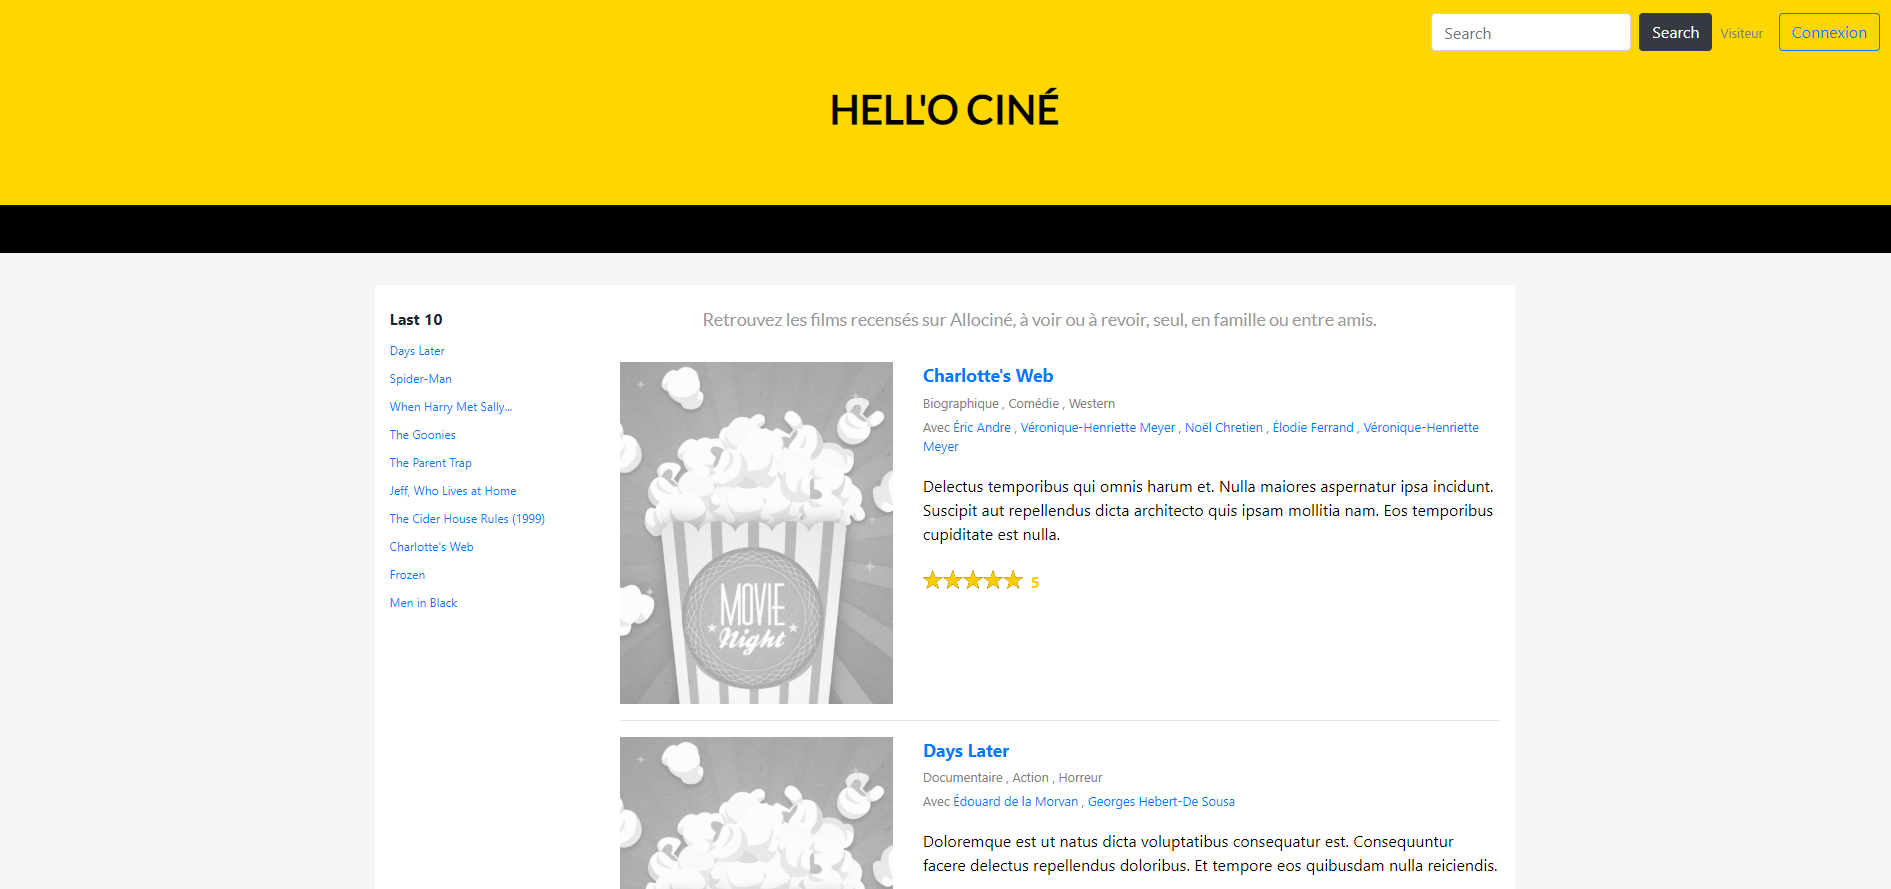 Search
Search
Visiteur
Connexion
HELL'O CINÉ
Last 10
Days Later
Spider-Man
When Harry Met Sally...
The Goonies
The Parent Trap
Jeff, Who Lives at Home
The Cider House Rules (1999)
Charlotte's Web
Frozen
Men in Black
Retrouvez les films recensés sur Allociné, à voir ou à revoir, seul, en famille ou entre amis.
MOVIE
Night
Charlotte's Web
Biographique , Comédie , Western
Avec Éric Andre , Véronique-Henriette Meyer , Noël Chretien , Élodie Ferrand , Véronique-Henriette
Meyer
Delectus temporibus qui omnis harum et. Nulla maiores aspernatur ipsa incidunt.
Suscipit aut repellendus dicta architecto quis ipsam mollitia nam. Eos temporibus
cupiditate est nulla.
5
Days Later
Documentaire , Action , Horreur
Avec Édouard de la Morvan , Georges Hebert-De Sousa
Doloremque est ut natus dicta voluptatibus consequatur est. Consequuntur
facere delectus repellendus doloribus. Et tempore eos quibusdam nulla reiciendis.